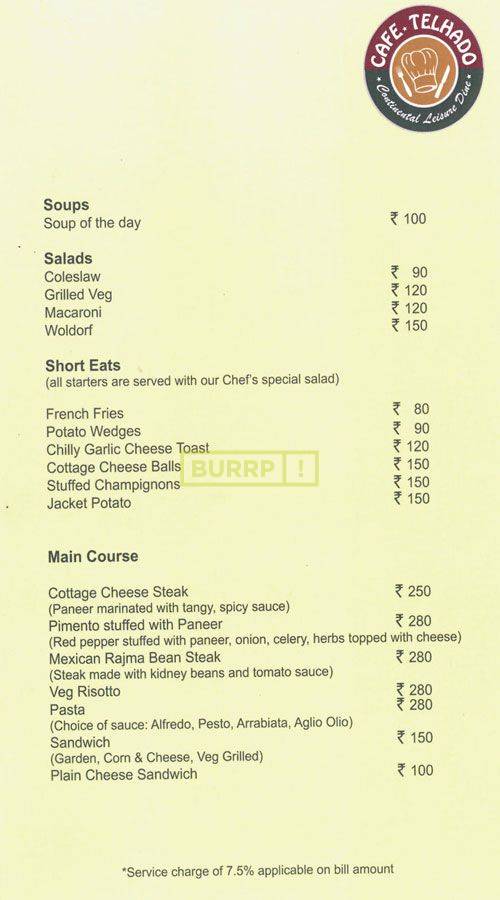 CAFE TELHADO
Continental Leisure Dine
Soups
Soup of the day ₹ 100
Salads
Coleslaw ₹ 90
Grilled Veg ₹ 120
Macaroni ₹ 120
Woldorf ₹ 150
Short Eats
(all starters are served with our Chef's special salad)
French Fries ₹ 80
Potato Wedges ₹ 90
Chilly Garlic Cheese Toast ₹ 120
Cottage Cheese Balls ₹ 150
BURRP !
Stuffed Champignons ₹ 150
Jacket Potato ₹ 150
Main Course
Cottage Cheese Steak ₹ 250
(Paneer marinated with tangy, spicy sauce)
Pimento stuffed with Paneer ₹ 280
(Red pepper stuffed with paneer, onion, celery, herbs topped with cheese)
Mexican Rajma Bean Steak ₹ 280
(Steak made with kidney beans and tomato sauce)
Veg Risotto ₹ 280
Pasta ₹ 280
(Choice of sauce: Alfredo, Pesto, Arrabiata, Aglio Olio)
Sandwich ₹ 150
(Garden, Corn & Cheese, Veg Grilled)
Plain Cheese Sandwich ₹ 100
*Service charge of 7.5% applicable on bill amount